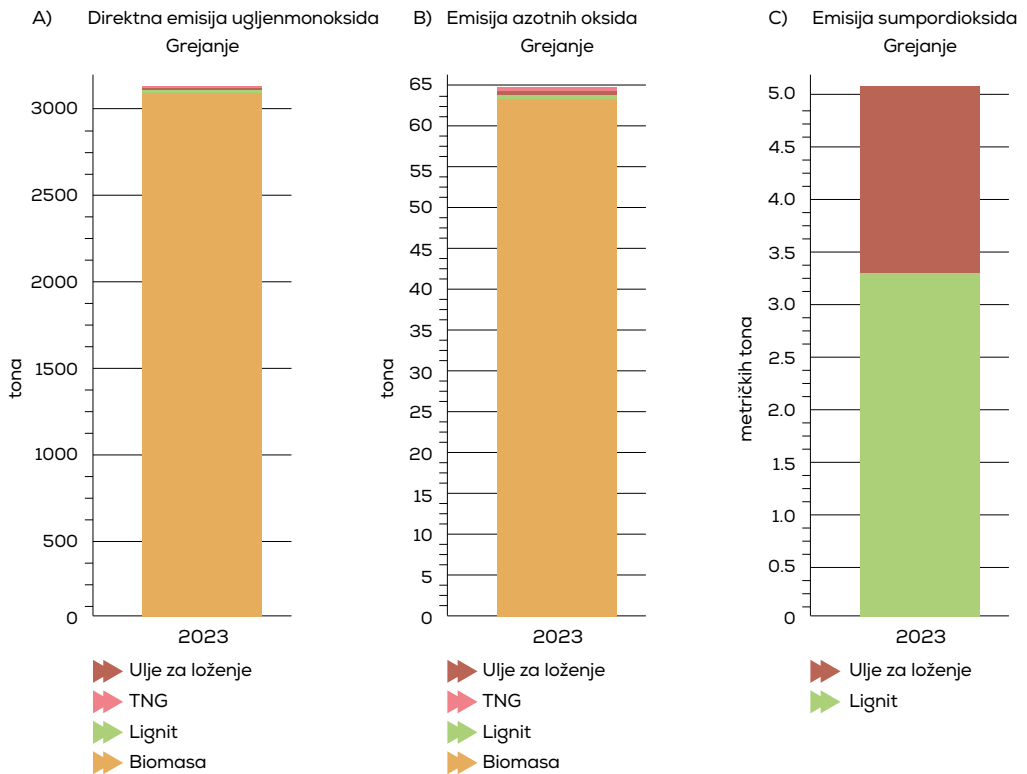 A) Direktna emisija ugljenmonoksida
Grejanje
3000
2500
2000
1500
1000
500
0
tona
2023
Ulje za loženje
TNG
Lignit
Biomasa
B) Emisija azotnih oksida
Grejanje
65
60
55
50
45
40
35
30
25
20
15
10
5
0
tona
2023
Ulje za loženje
TNG
Lignit
Biomasa
C) Emisija sumpordioksida
Grejanje
5.0
4.5
4.0
3.5
3.0
2.5
2.0
1.5
1.0
0.5
0
metričkih tona
2023
Ulje za loženje
Lignit